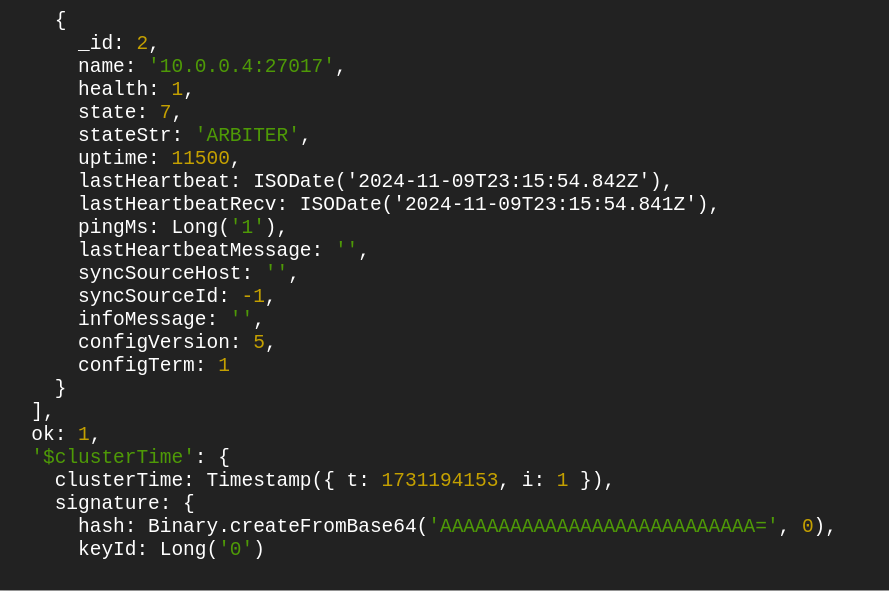 {
_id: 2,
name: '10.0.0.4:27017',
health: 1,
state: 7,
stateStr: 'ARBITER',
uptime: 11500,
lastHeartbeat: ISODate('2024-11-09T23:15:54.842Z'),
lastHeartbeatRecv: ISODate('2024-11-09T23:15:54.841Z'),
pingMs: Long('1'),
lastHeartbeatMessage: '',
syncSourceHost: '',
syncSourceId: -1,
infoMessage: '',
configVersion: 5,
configTerm: 1
}
],
ok: 1,
'$clusterTime': {
clusterTime: Timestamp({ t: 1731194153, i: 1 }),
signature: {
hash: Binary.createFromBase64('AAAAAAAAAAAAAAAAAAAAAAAAAAA=', 0),
keyId: Long('0')